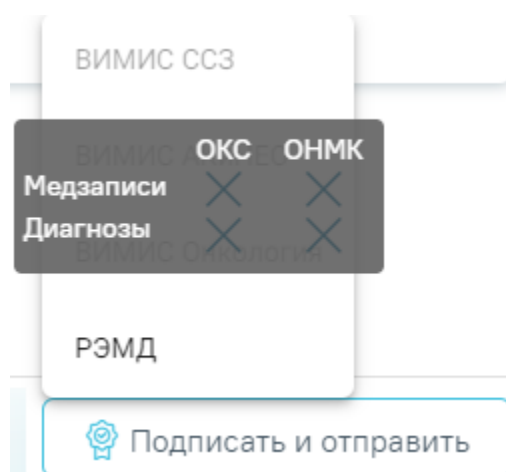 ВИМИС ССЗ
ОКС ОНМК
Медзаписи
Диагнозы
ВИМИС Онкология
РЭМД
Подписать и отправить